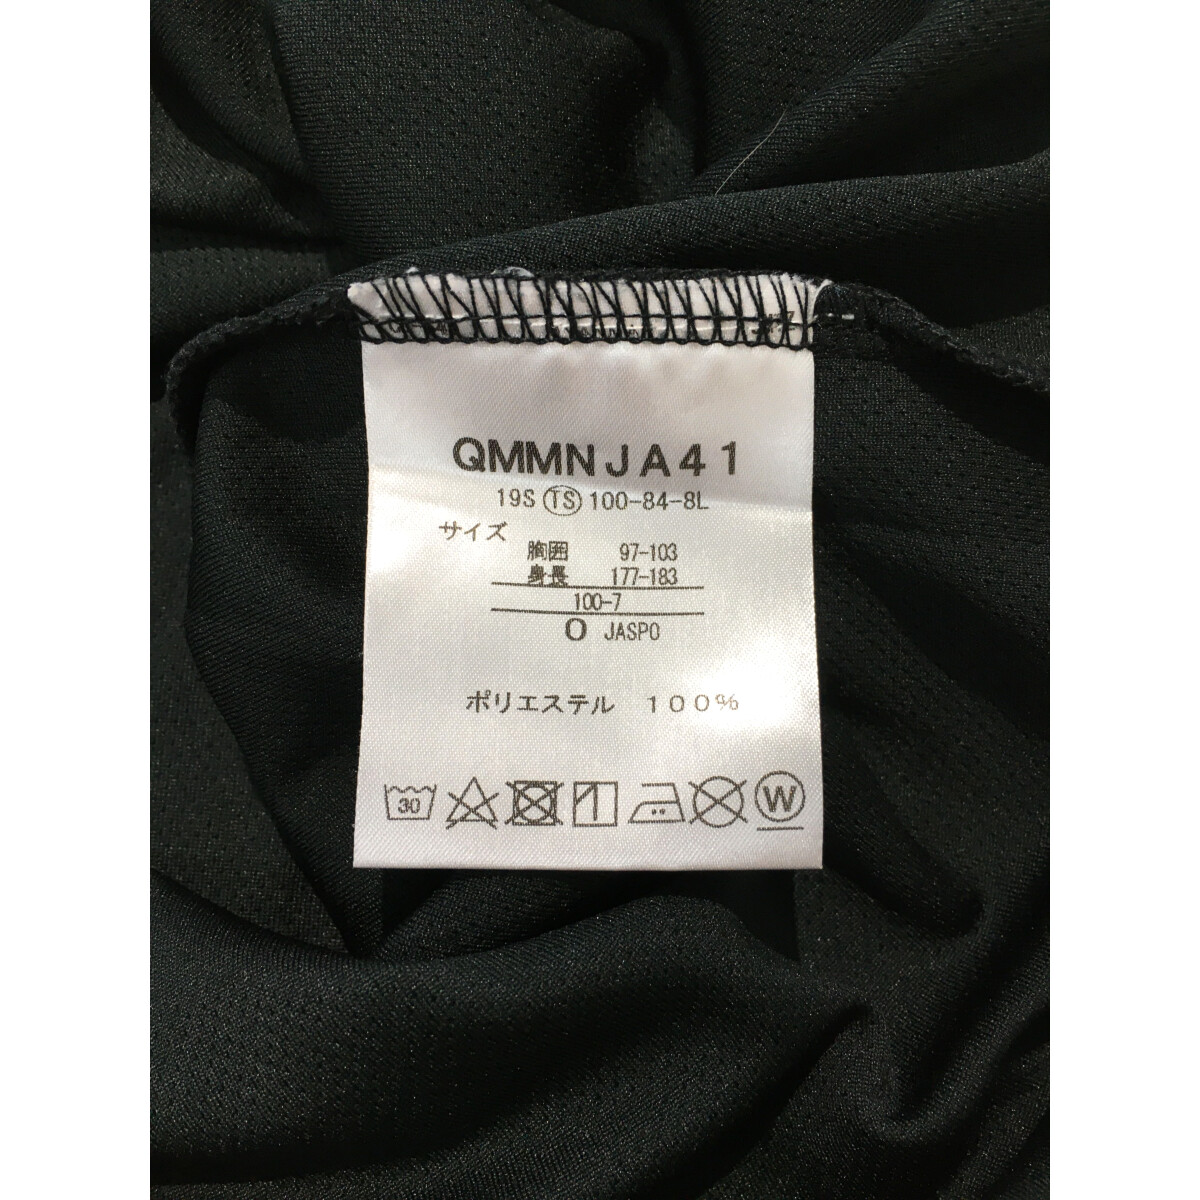 QMMNJA41
19S TS 100-84-8L
サイズ
胸囲 97-103
身長 177-183
100-7
O JASPO
ポリエステル 100%
30 W